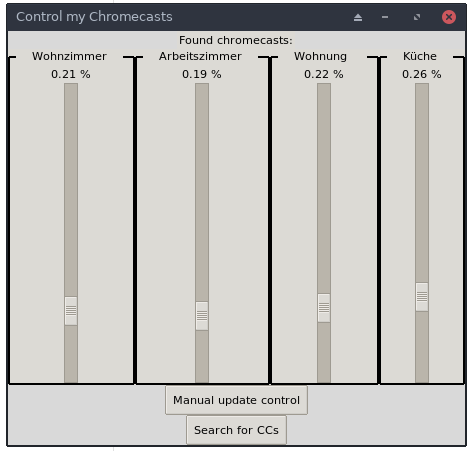 Control my Chromecasts
Found chromecasts:
Wohnzimmer Arbeitszimmer Wohnung Küche
0.21 % 0.19 % 0.22 % 0.26 %
Manual update control
Search for CCs